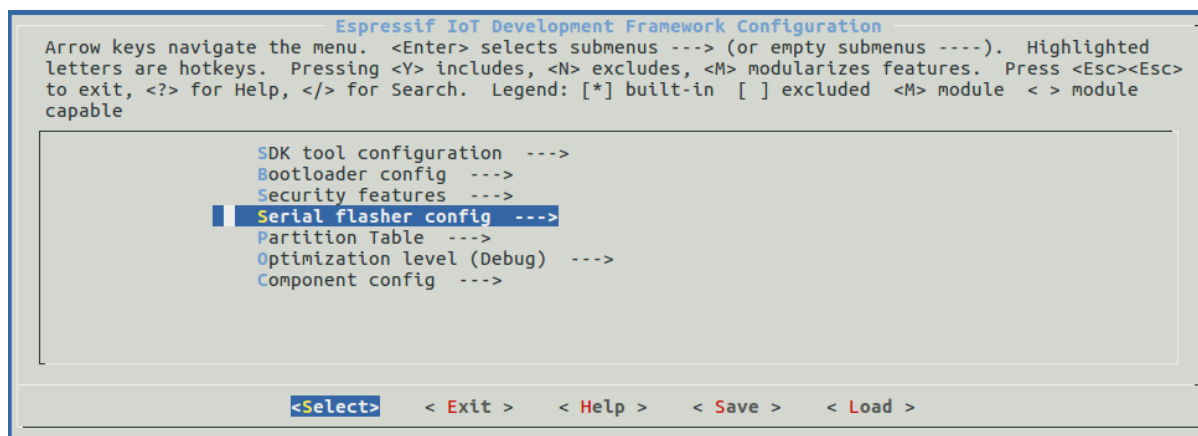 Espressif IoT Development Framework Configuration
Arrow keys navigate the menu.  <Enter> selects submenus ---> (or empty submenus ----).  Highlighted
letters are hotkeys.  Pressing <Y> includes, <N> excludes, <M> modularizes features.  Press <Esc><Esc>
to exit, <?> for Help, </> for Search.  Legend: [*] built-in  [ ] excluded  <M> module  < > module
capable
SDK tool configuration  --->
Bootloader config  --->
Security features  --->
Serial flasher config  --->
Partition Table  --->
Optimization level (Debug)  --->
Component config  --->
<Select>    < Exit >    < Help >    < Save >    < Load >